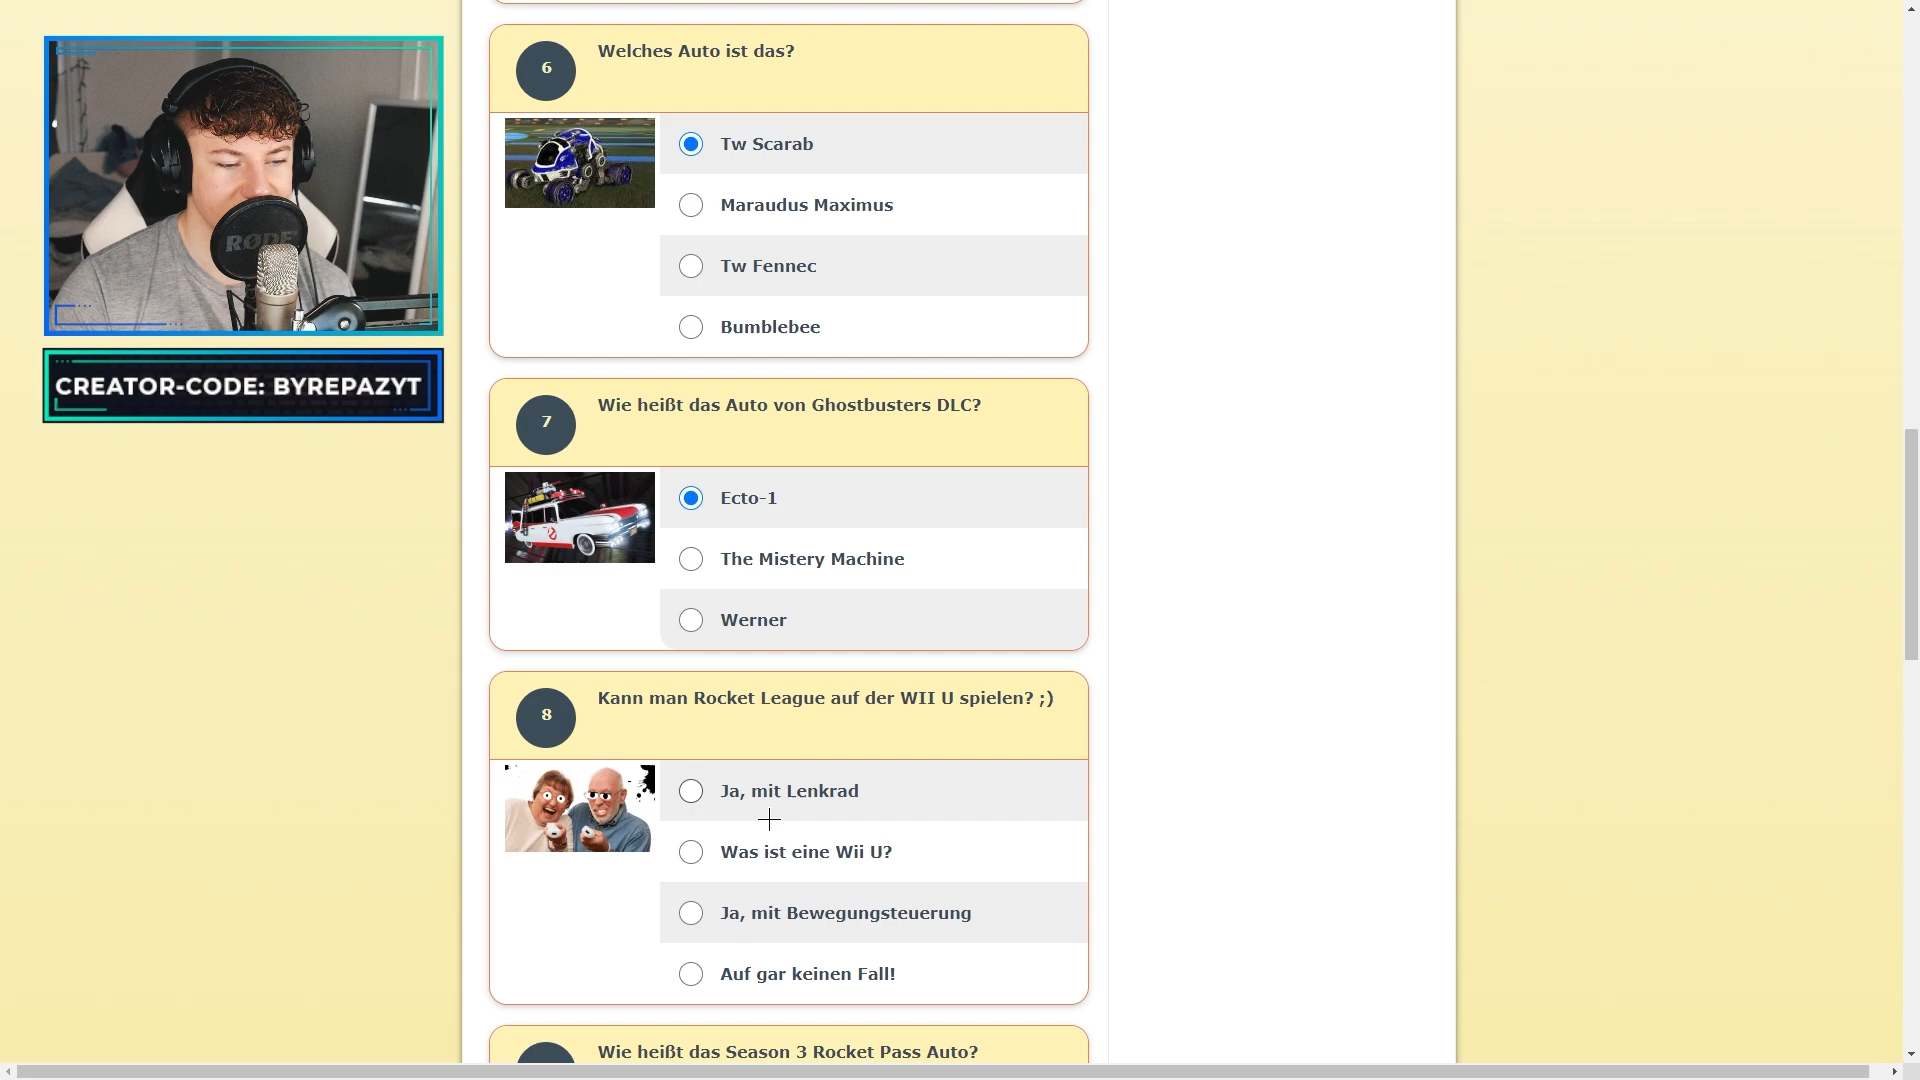 6
Welches Auto ist das?
Tw Scarab
Maraudus Maximus
Tw Fennec
Bumblebee
RØDE
CREATOR-CODE: BYREPAZYT
7
Wie heißt das Auto von Ghostbusters DLC?
Ecto-1
The Mistery Machine
Werner
8
Kann man Rocket League auf der WII U spielen? ;)
Ja, mit Lenkrad
Was ist eine Wii U?
Ja, mit Bewegungsteuerung
Auf gar keinen Fall!
Wie heißt das Season 3 Rocket Pass Auto?